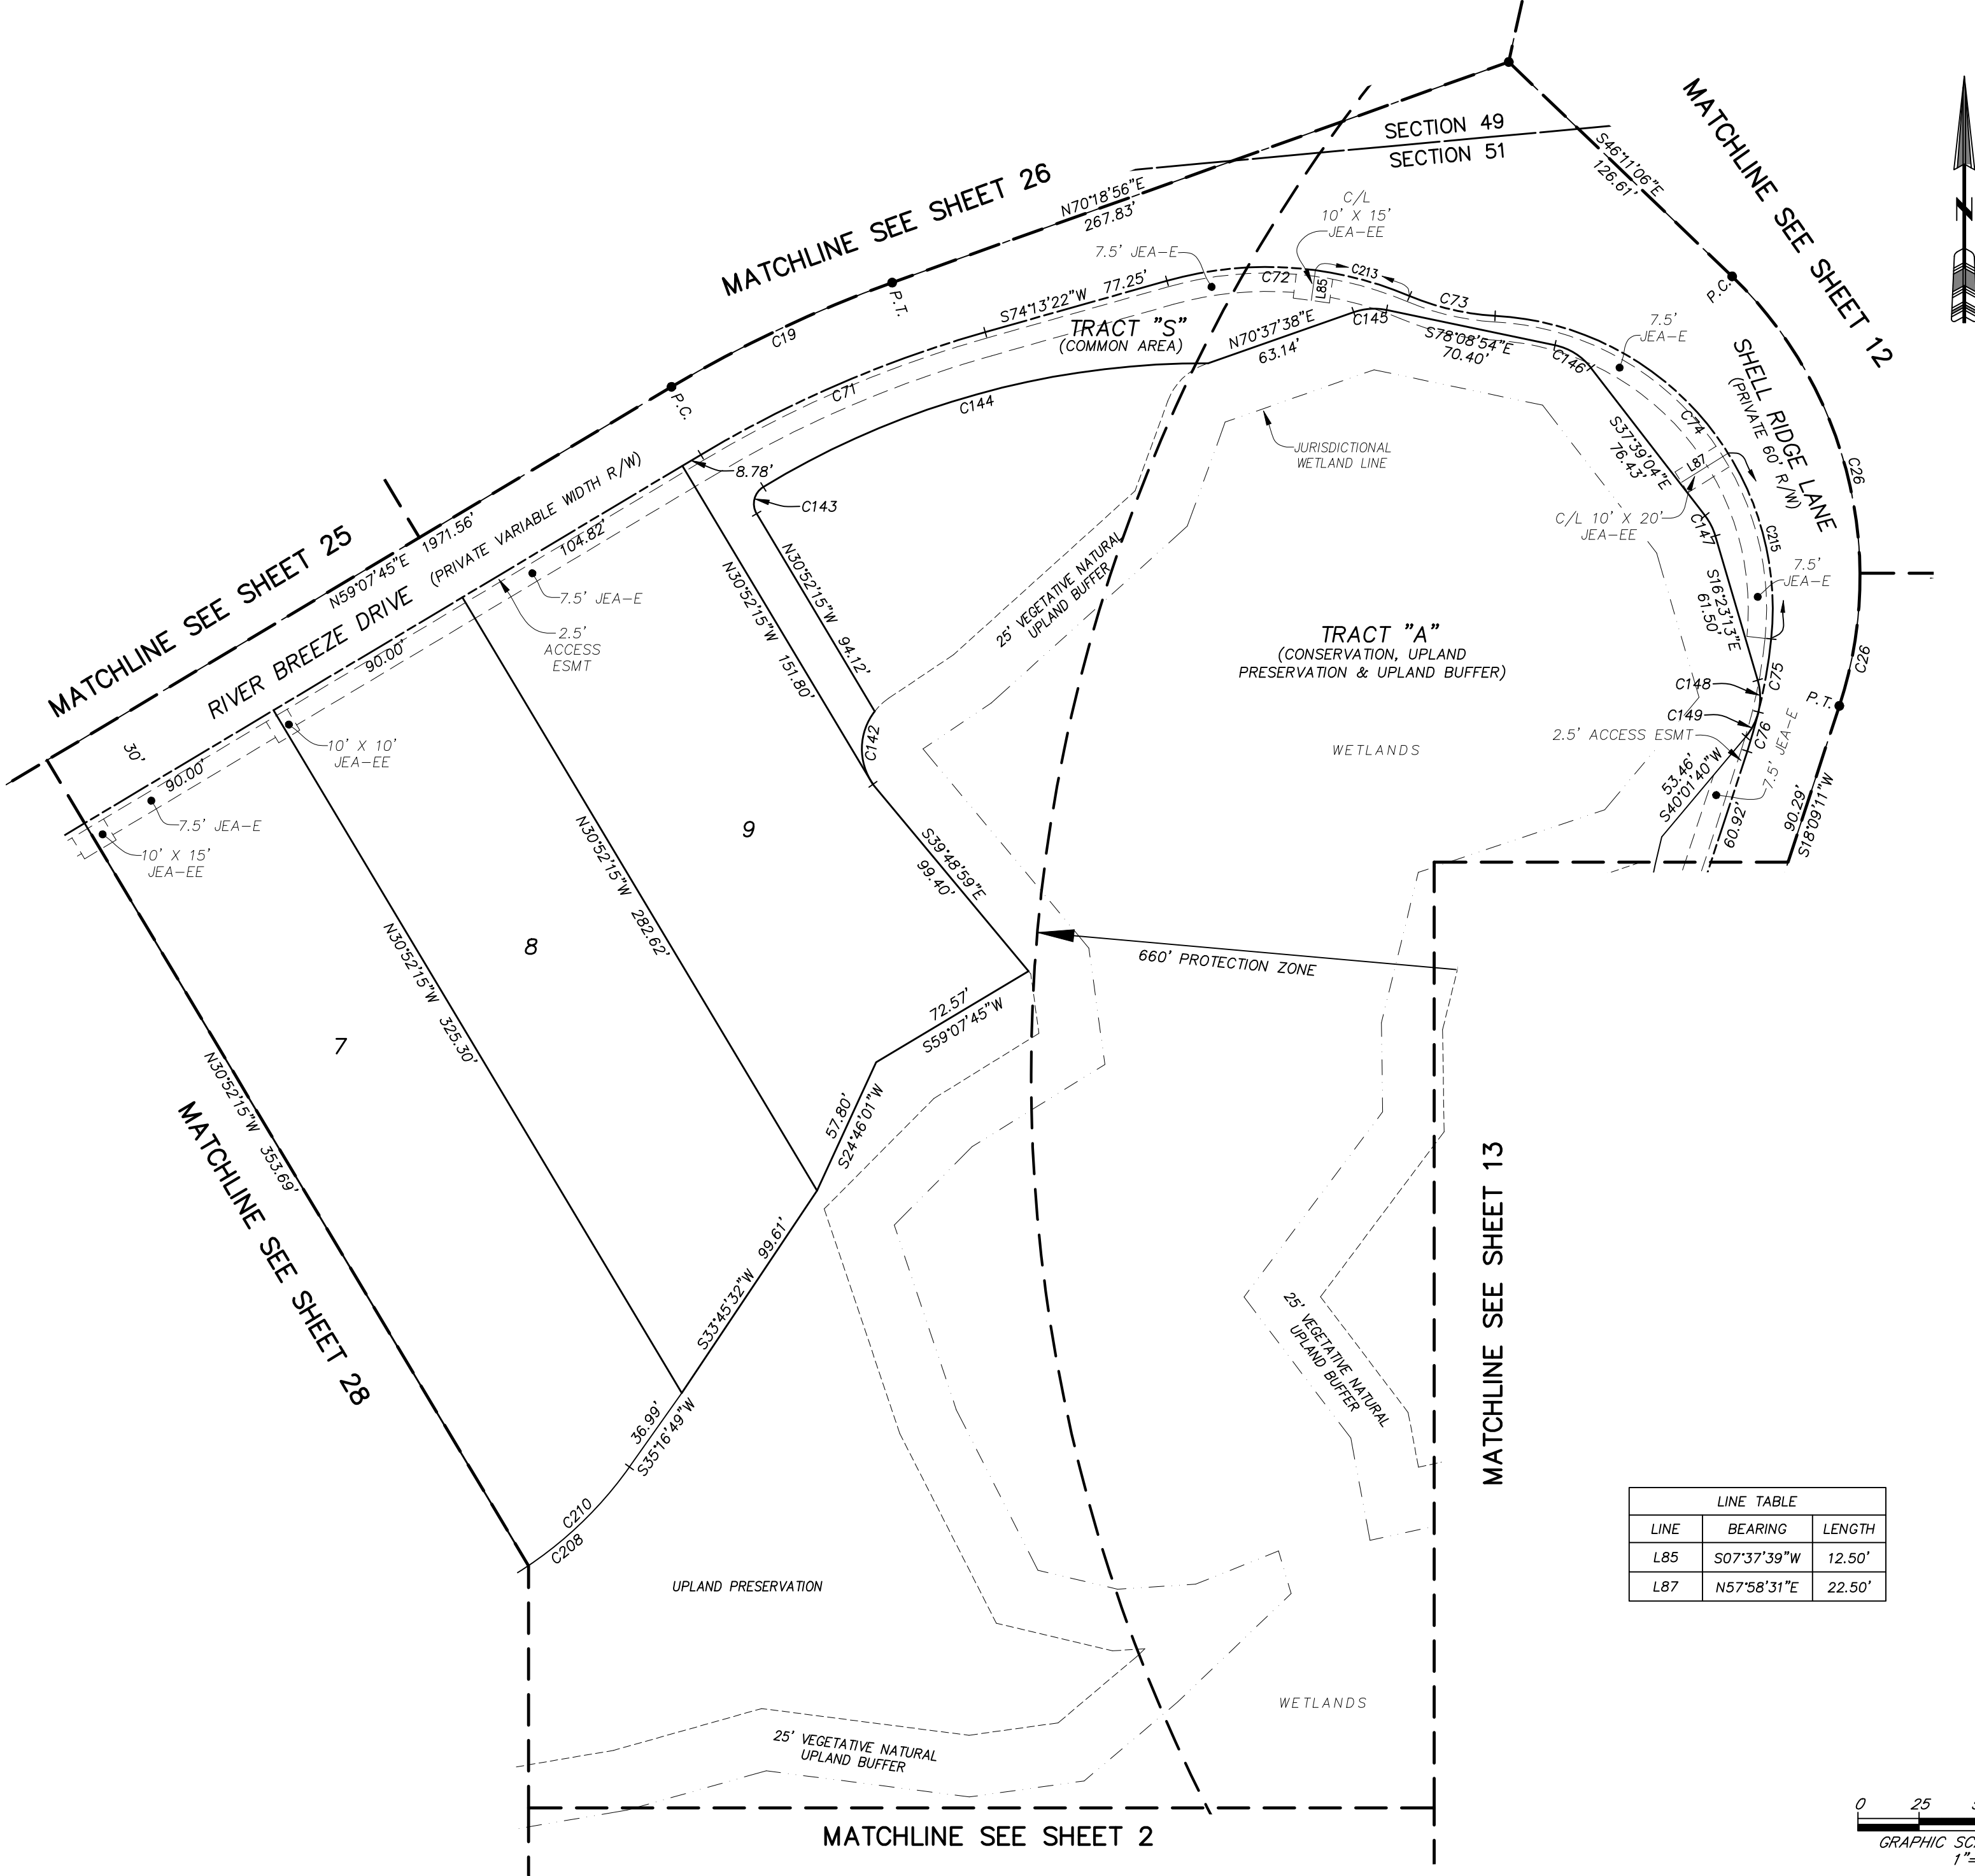 MATCHLINE SEE SHEET 26
MATCHLINE SEE SHEET 12
SECTION 49
SECTION 51
S46°11'06"E
126.61'
N70°18'56"E
267.83'
C/L
10' X 15'
JEA-EE
7.5' JEA-E
C72
L85
C213
C73
P.T.
C19
P.C.
S74°13'22"W 77.25'
TRACT "S"
(COMMON AREA)
N70°37'38"E
63.14'
C145
S78°08'54"E
70.40'
C146
7.5'
JEA-E
P.C.
SHELL RIDGE LANE
(PRIVATE 60' R/W)
C71
C144
C74
C26
JURISDICTIONAL
WETLAND LINE
S37°39'04"E
76.43'
L87
C/L 10' X 20'
JEA-EE
C147
C215
7.5'
JEA-E
8.78'
C143
MATCHLINE SEE SHEET 25
N59°07'45"E 1971.56'
RIVER BREEZE DRIVE (PRIVATE VARIABLE WIDTH R/W)
104.82'
7.5' JEA-E
2.5'
ACCESS
ESMT
N30°52'15"W 151.80'
N30°52'15"W 94.12'
25' VEGETATIVE NATURAL
UPLAND BUFFER
TRACT "A"
(CONSERVATION, UPLAND
PRESERVATION & UPLAND BUFFER)
S16°23'13"E
61.50'
C148
C75
C26
P.T.
C149
C76
2.5' ACCESS ESMT
7.5' JEA-E
WETLANDS
53.46'
S40°01'40"W
60.92'
90.29'
S18°09'11"W
30'
90.00'
90.00'
10' X 10'
JEA-EE
7.5' JEA-E
10' X 15'
JEA-EE
C142
9
8
7
N30°52'15"W 282.62'
S39°48'59"E
99.40'
N30°52'15"W 325.30'
N30°52'15"W 353.69'
660' PROTECTION ZONE
72.57'
S59°07'45"W
57.80'
S24°46'01"W
MATCHLINE SEE SHEET 28
S33°45'32"W 99.61'
36.99'
S35°16'49"W
C210
C208
MATCHLINE SEE SHEET 13
25' VEGETATIVE NATURAL
UPLAND BUFFER
LINE TABLE
LINE BEARING LENGTH
L85 S07°37'39"W 12.50'
L87 N57°58'31"E 22.50'
UPLAND PRESERVATION
WETLANDS
25' VEGETATIVE NATURAL
UPLAND BUFFER
MATCHLINE SEE SHEET 2
N
0 25
GRAPHIC
1"=